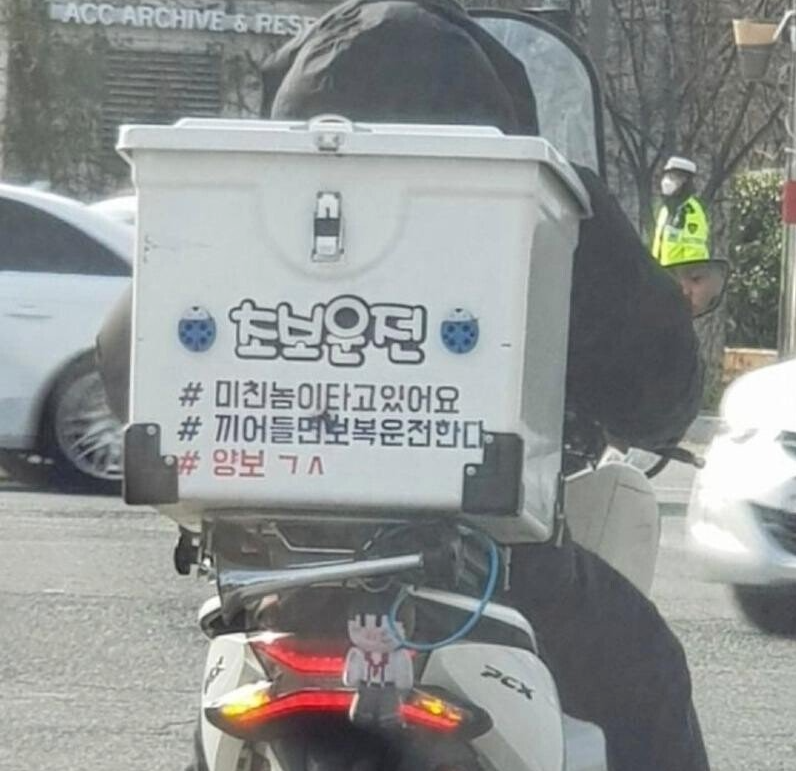 ACC ARCHIVE & RESE
초보운전
# 미친놈이타고있어요
# 끼어들면보복운전한다
# 양보 ㄱㅅ
PCX